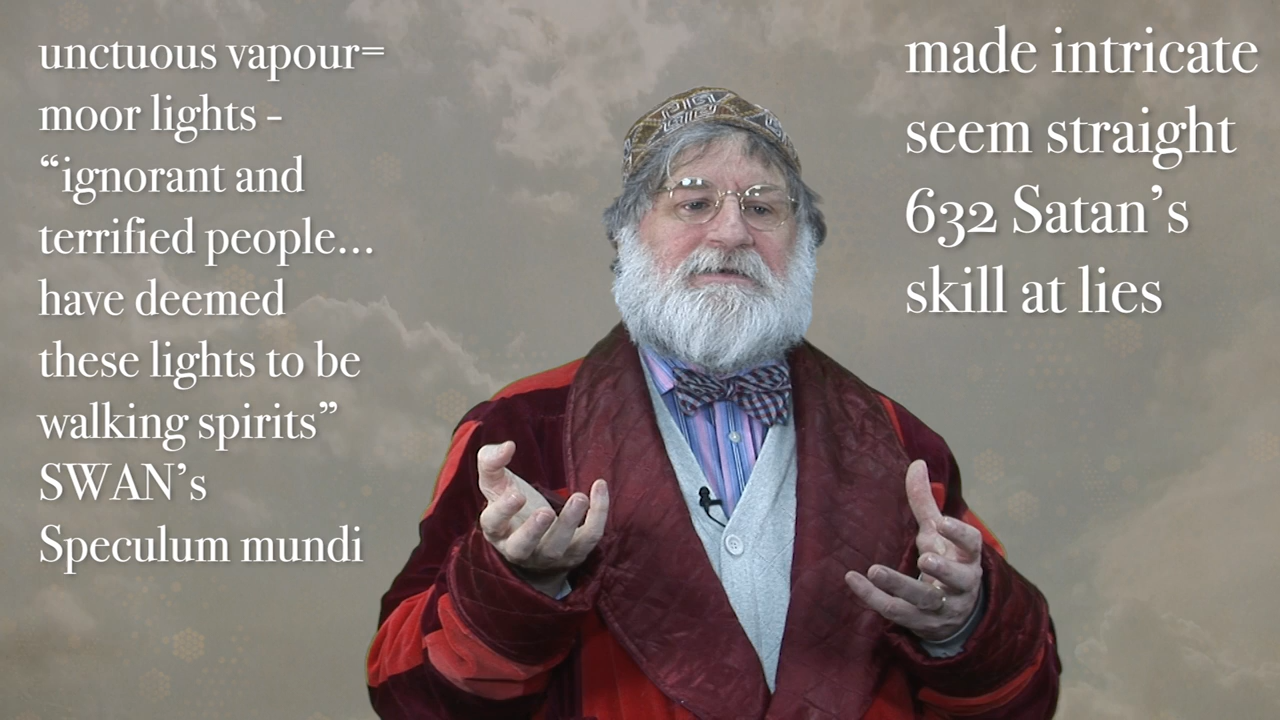 unctuous vapour=
moor lights -
“ignorant and
terrified people...
have deemed
these lights to be
walking spirits”
SWAN’s
Speculum mundi
made intricate
seem straight
632 Satan’s
skill at lies